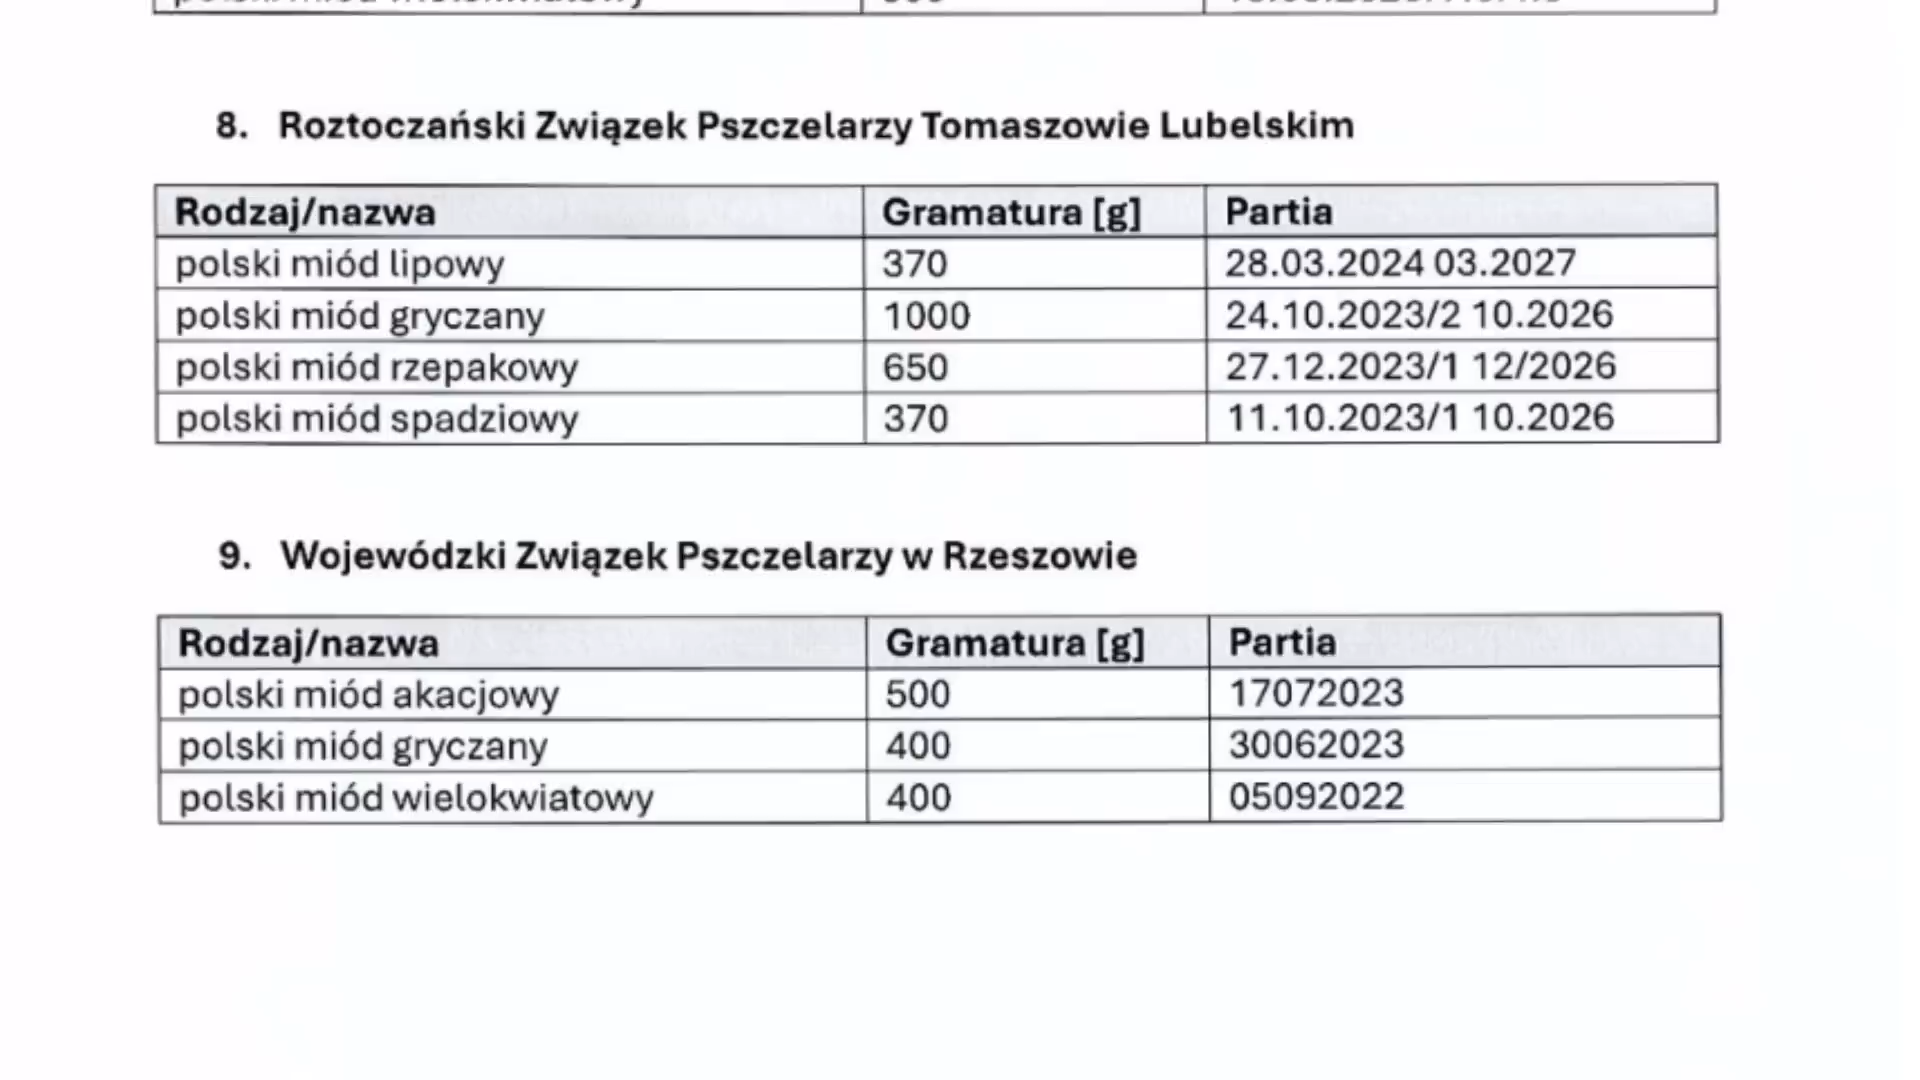 8. Roztoczański Związek Pszczelarzy Tomaszowie Lubelskim
Rodzaj/nazwa Gramatura [g] Partia
polski miód lipowy 370 28.03.2024 03.2027
polski miód gryczany 1000 24.10.2023/2 10.2026
polski miód rzepakowy 650 27.12.2023/1 12/2026
polski miód spadziowy 370 11.10.2023/1 10.2026
9. Wojewódzki Związek Pszczelarzy w Rzeszowie
Rodzaj/nazwa Gramatura [g] Partia
polski miód akacjowy 500 17072023
polski miód gryczany 400 30062023
polski miód wielokwiatowy 400 05092022